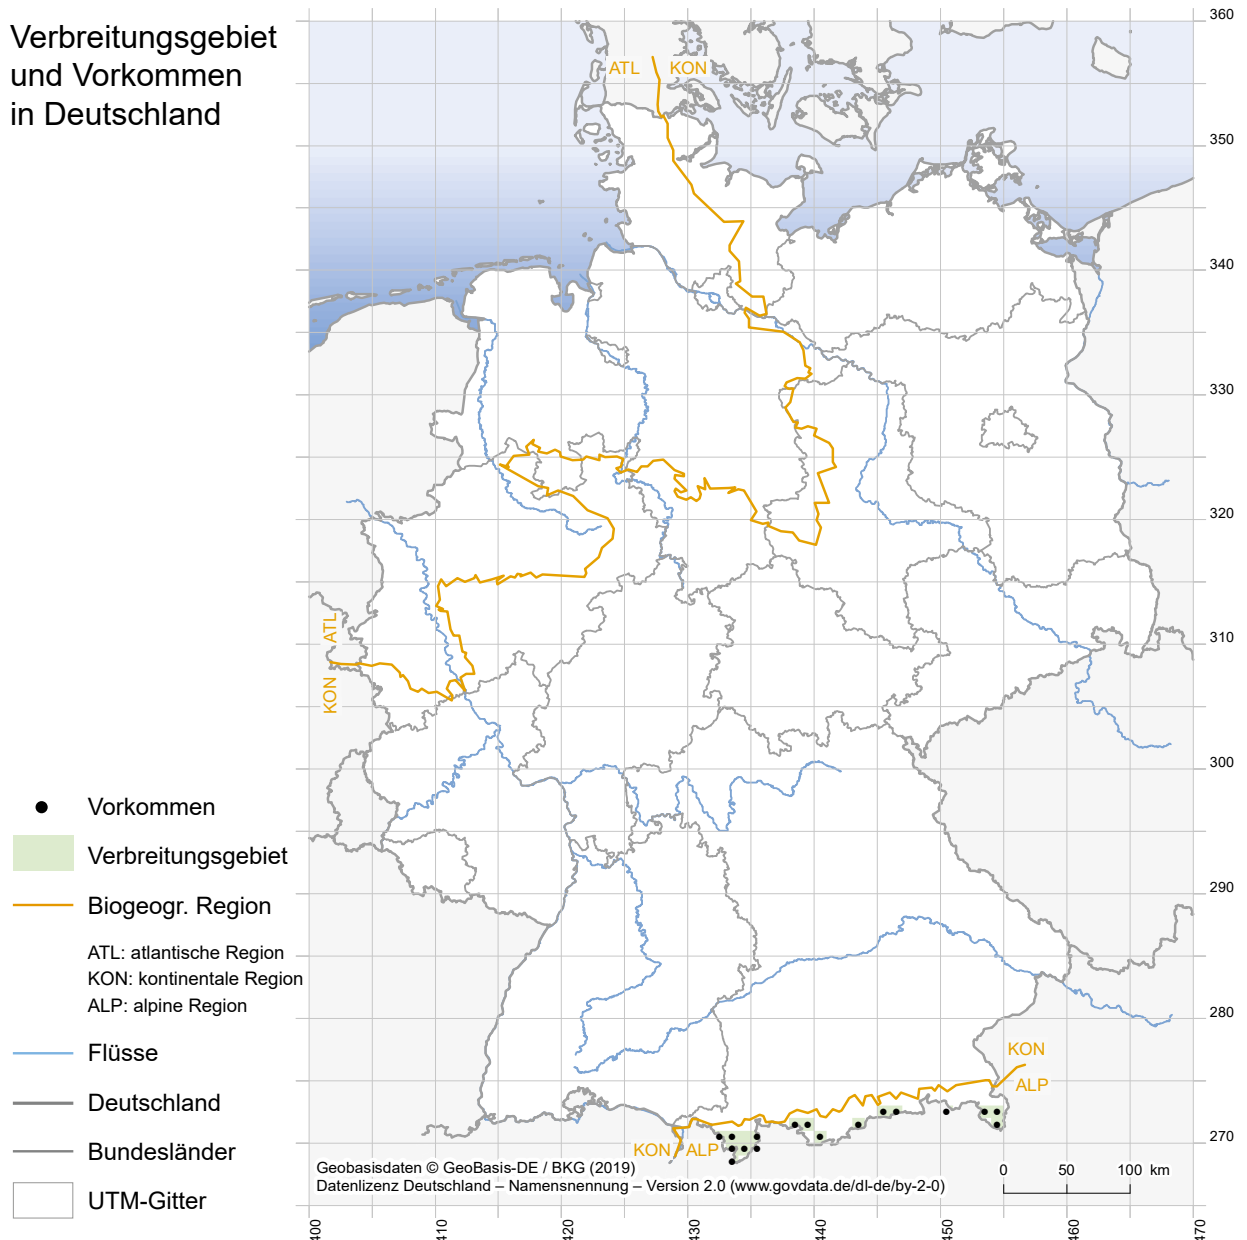 Verbreitungsgebiet
und Vorkommen
in Deutschland
ATL
KON
360
350
340
330
320
310
300
290
280
270
ATL
KON
Vorkommen
Verbreitungsgebiet
Biogeogr. Region
ATL: atlantische Region
KON: kontinentale Region
ALP: alpine Region
Flüsse
Deutschland
Bundesländer
UTM-Gitter
KON
ALP
KON
ALP
Geobasisdaten © GeoBasis-DE / BKG (2019)
Datenlizenz Deutschland – Namensnennung – Version 2.0 (www.govdata.de/dl-de/by-2-0)
0 50 100 km
400 410 420 430 440 450 460 470